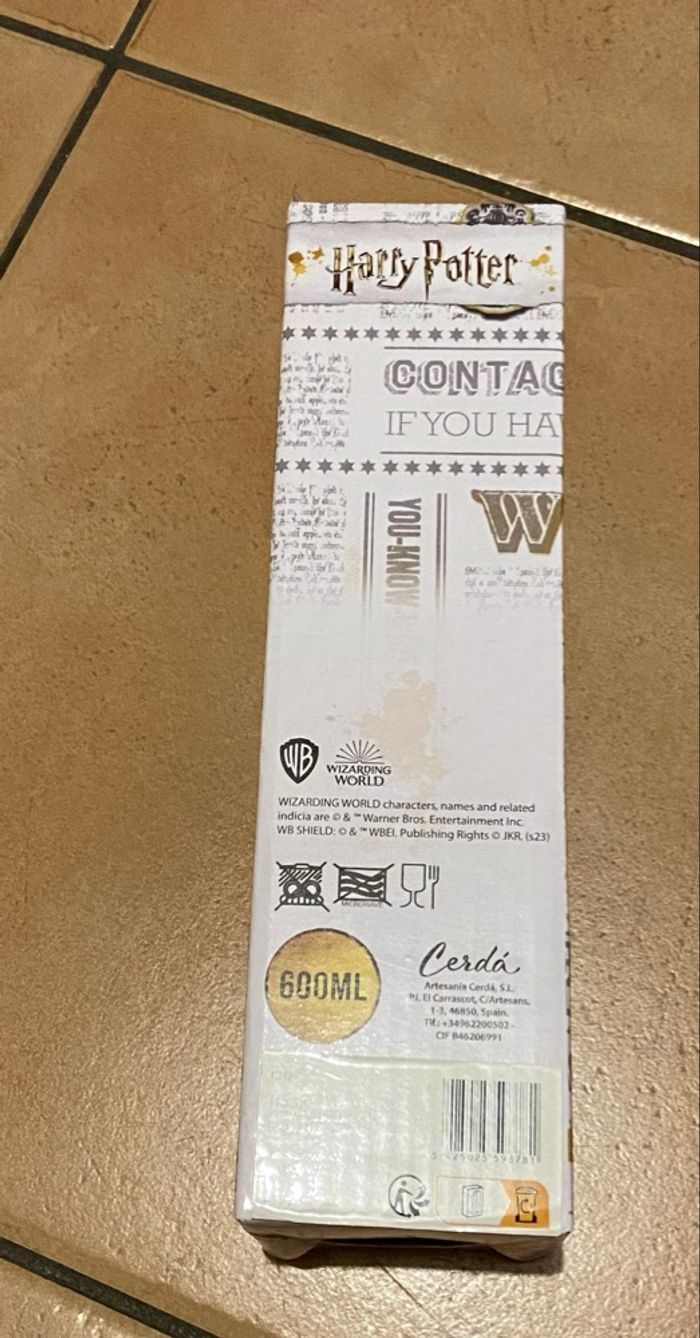 Harry Potter
CONTAC
IF YOU HA
YOU-KNOW
W
WB
WIZARDING
WORLD
WIZARDING WORLD characters, names and related
indicia are © & ™ Warner Bros. Entertainment Inc.
WB SHIELD: © & ™ WBEI. Publishing Rights © JKR. (s23)
MICROWAVE
600ML
Cerdá
Artesanía Cerdá, S.L.
P.I. El Carrascot, C/Artesans,
1-3, 46850, Spain.
Tlf.: +34962200502 -
CIF B46206991